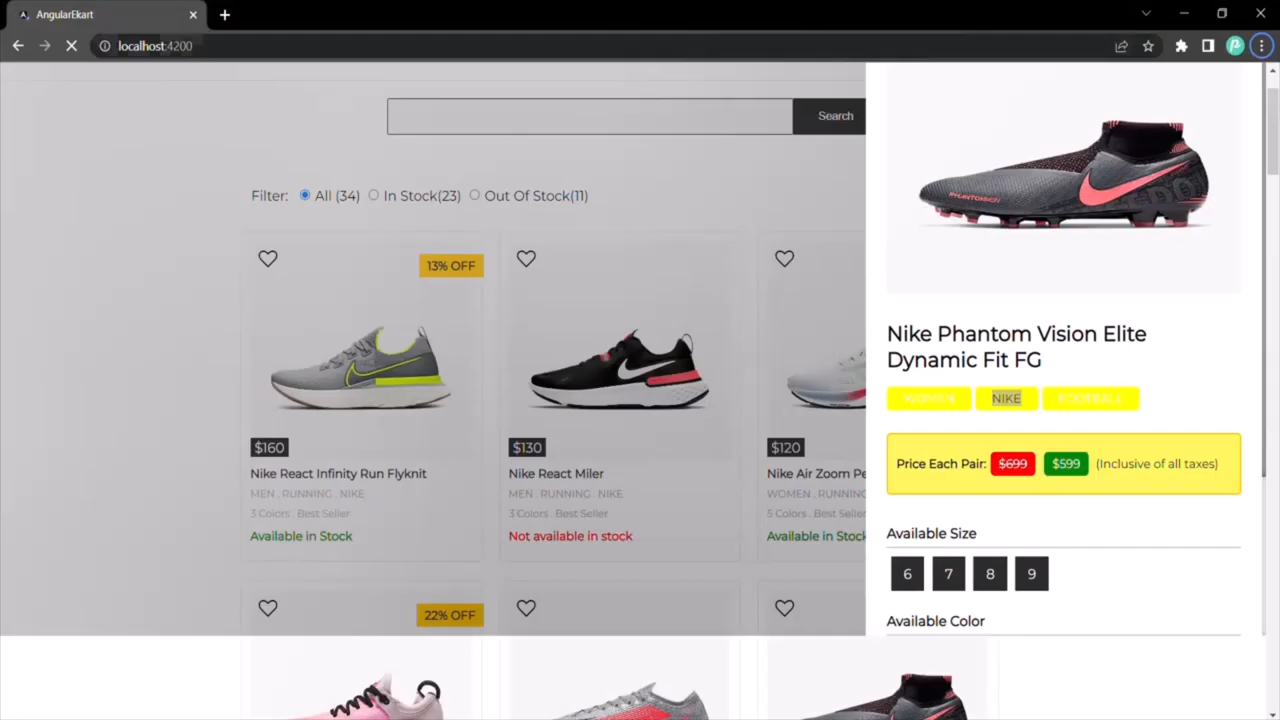 AngularEkart
localhost:4200
Search
Filter: All (34) In Stock(23) Out Of Stock(11)
13% OFF
$160
Nike React Infinity Run Flyknit
MEN . RUNNING . NIKE
3 Colors . Best Seller
Available in Stock
$130
Nike React Miler
MEN . RUNNING . NIKE
3 Colors . Best Seller
Not available in stock
$120
Nike Air Zoom Pe
WOMEN . RUNNING
5 Colors . Best Seller
Available in Stock
22% OFF
Nike Phantom Vision Elite
Dynamic Fit FG
WOMEN NIKE FOOTBALL
Price Each Pair: $699 $599 (Inclusive of all taxes)
Available Size
6 7 8 9
Available Color